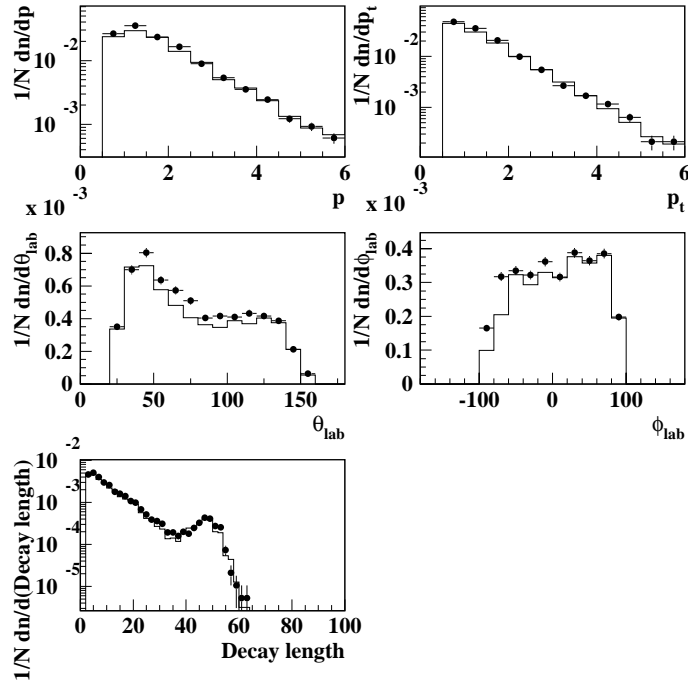 1/N dn/dp
10 -2
10 -3
0 2 4 6
p
1/N dn/dp_t
10 -2
10 -3
0 2 4 6
p_t
x 10 -3
1/N dn/dθ_lab
0.8
0.6
0.4
0.2
0
0 50 100 150
θ_lab
x 10 -3
1/N dn/dϕ_lab
0.4
0.3
0.2
0.1
0
-100 0 100
ϕ_lab
1/N dn/d(Decay length)
10 -2
10 -3
10 -4
10 -5
0 20 40 60 80 100
Decay length